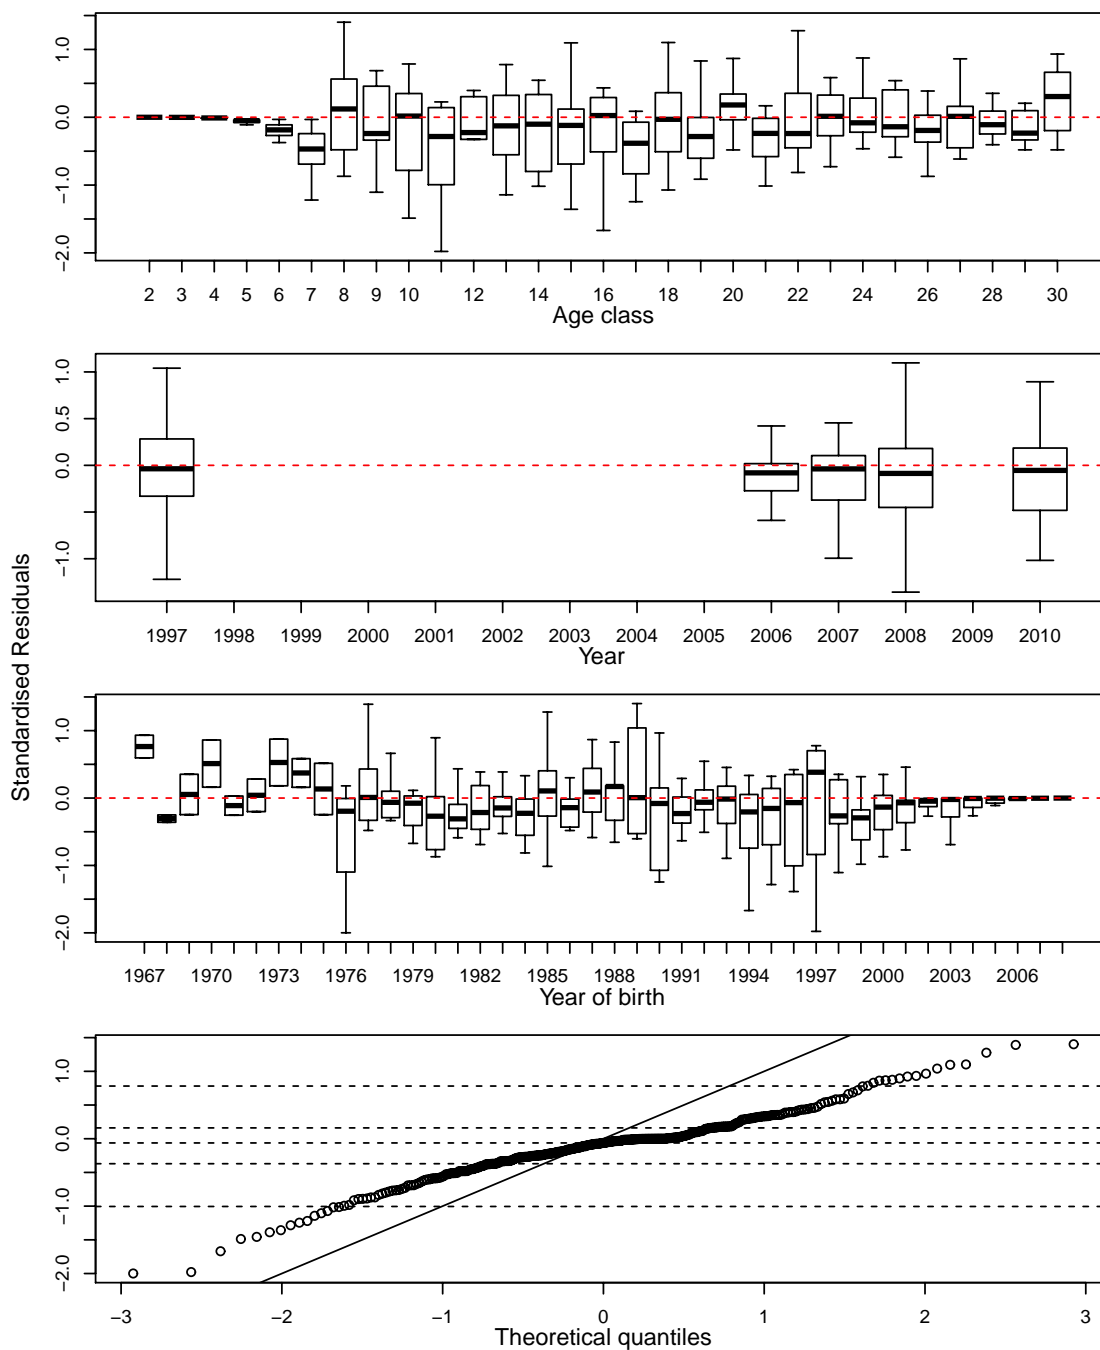 Standardised Residuals
1.0
0.0
−1.0
−2.0
2 3 4 5 6 7 8 9 10 12 14 16 18 20 22 24 26 28 30
Age class
1.0
0.5
0.0
−1.0
1997 1998 1999 2000 2001 2002 2003 2004 2005 2006 2007 2008 2009 2010
Year
1.0
0.0
−1.0
−2.0
1967 1970 1973 1976 1979 1982 1985 1988 1991 1994 1997 2000 2003 2006
Year of birth
1.0
0.0
−1.0
−2.0
−3 −2 −1 0 1 2 3
Theoretical quantiles